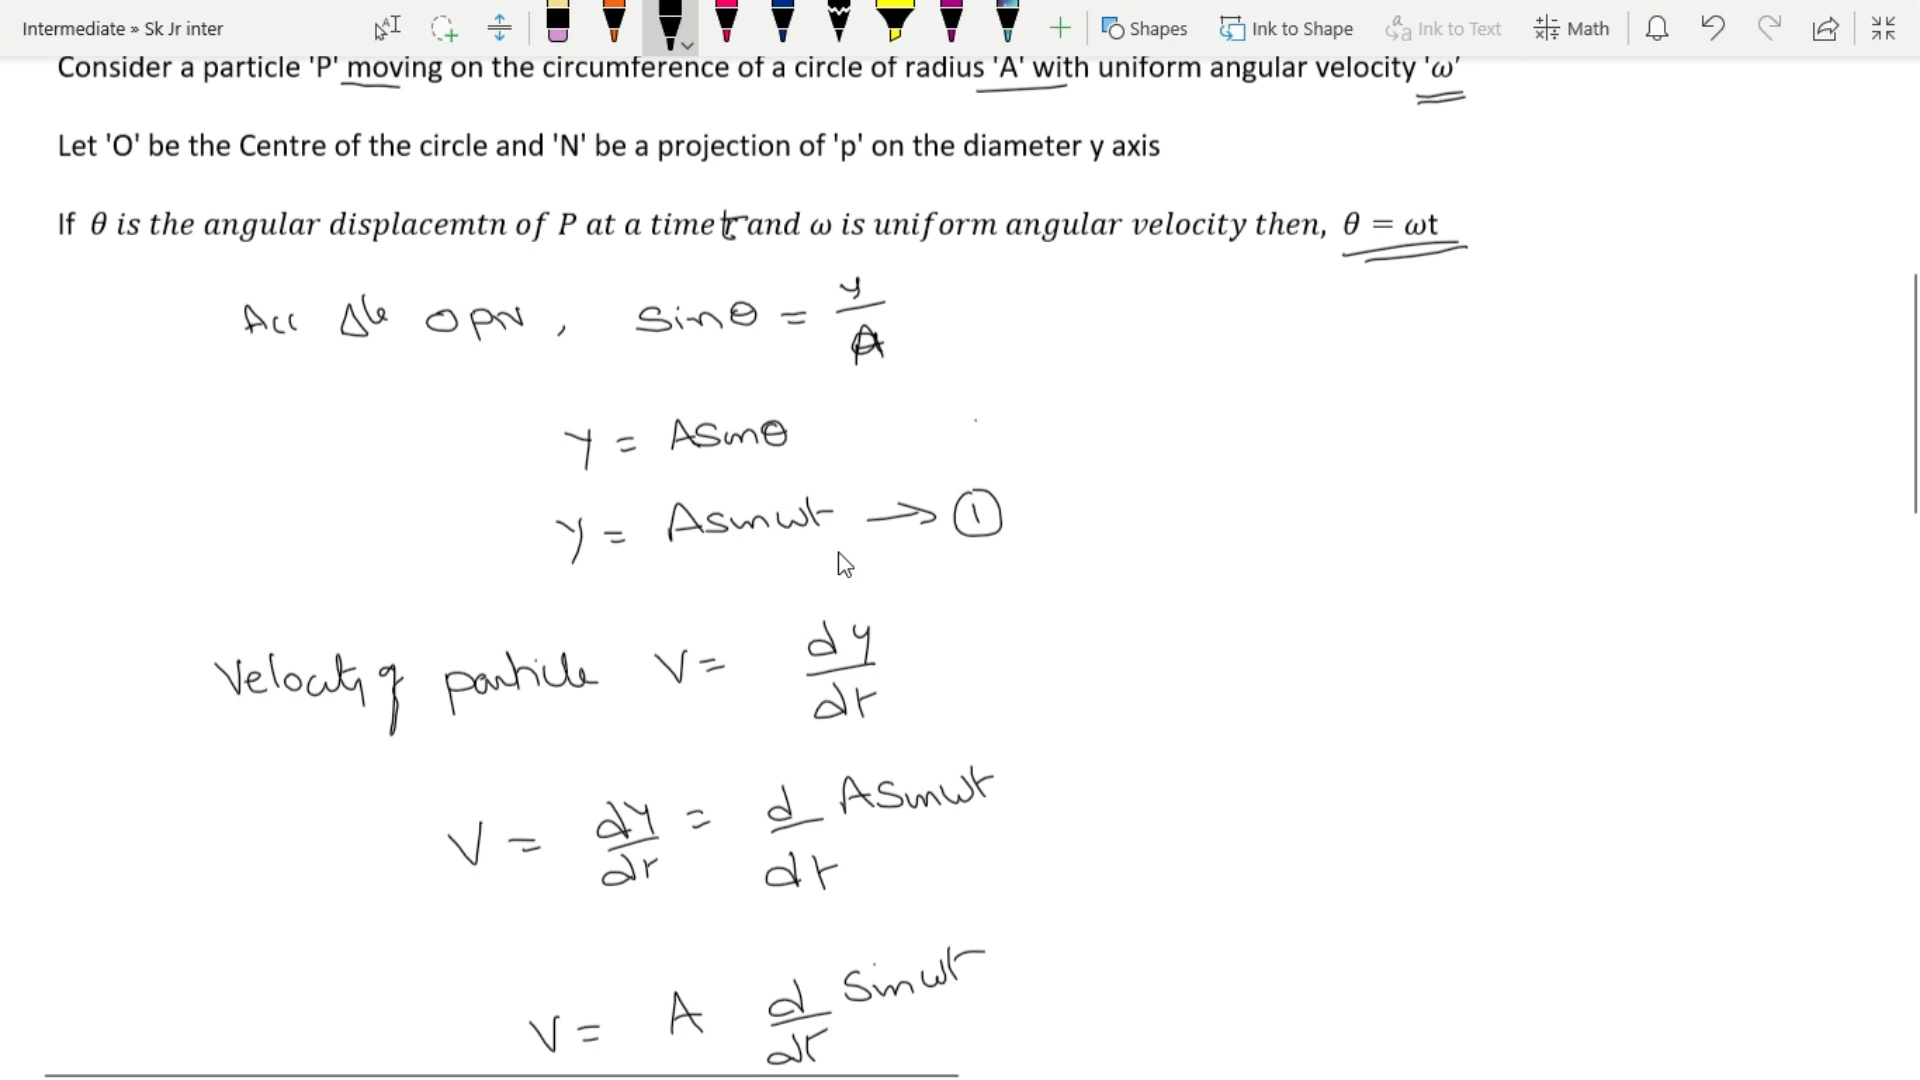 Intermediate » Sk Jr inter
Shapes
Ink to Shape
Ink to Text
Math
Consider a particle 'P' moving on the circumference of a circle of radius 'A' with uniform angular velocity 'ω'
Let 'O' be the Centre of the circle and 'N' be a projection of 'p' on the diameter y axis
If θ is the angular displacemtn of P at a time t and ω is uniform angular velocity then, θ = ωt
Acc Δle OPN, Sinθ = y/A
y = ASinθ
y = ASinωt → ①
Velocity of particle V = dy/dt
V = dy/dt = d/dt ASinωt
V = A d/dt Sinωt